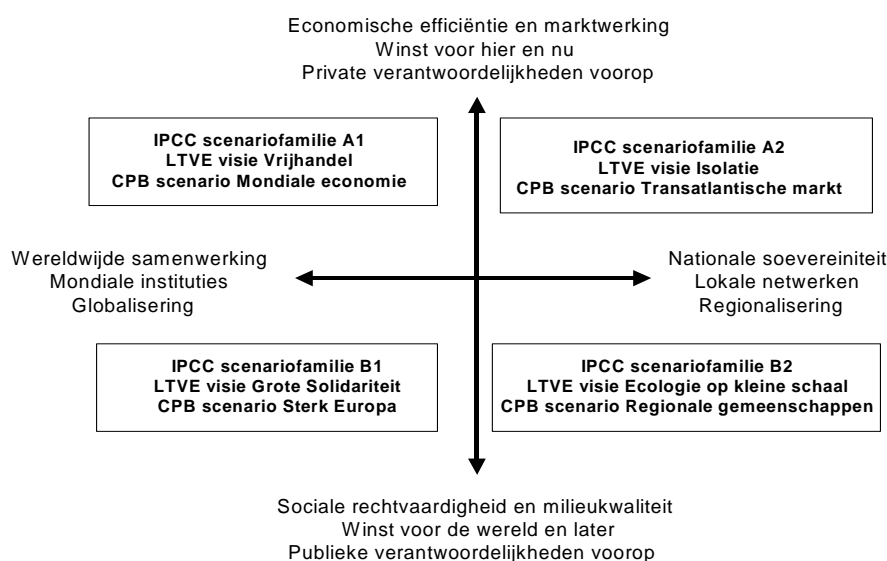 Economische efficiëntie en marktwerking
Winst voor hier en nu
Private verantwoordelijkheden voorop
IPCC scenariofamilie A1
LTVE visie Vrijhandel
CPB scenario Mondiale economie
IPCC scenariofamilie A2
LTVE visie Isolatie
CPB scenario Transatlantische markt
Wereldwijde samenwerking
Mondiale instituties
Globalisering
Nationale soevereiniteit
Lokale netwerken
Regionalisering
IPCC scenariofamilie B1
LTVE visie Grote Solidariteit
CPB scenario Sterk Europa
IPCC scenariofamilie B2
LTVE visie Ecologie op kleine schaal
CPB scenario Regionale gemeenschappen
Sociale rechtvaardigheid en milieukwaliteit
Winst voor de wereld en later
Publieke verantwoordelijkheden voorop